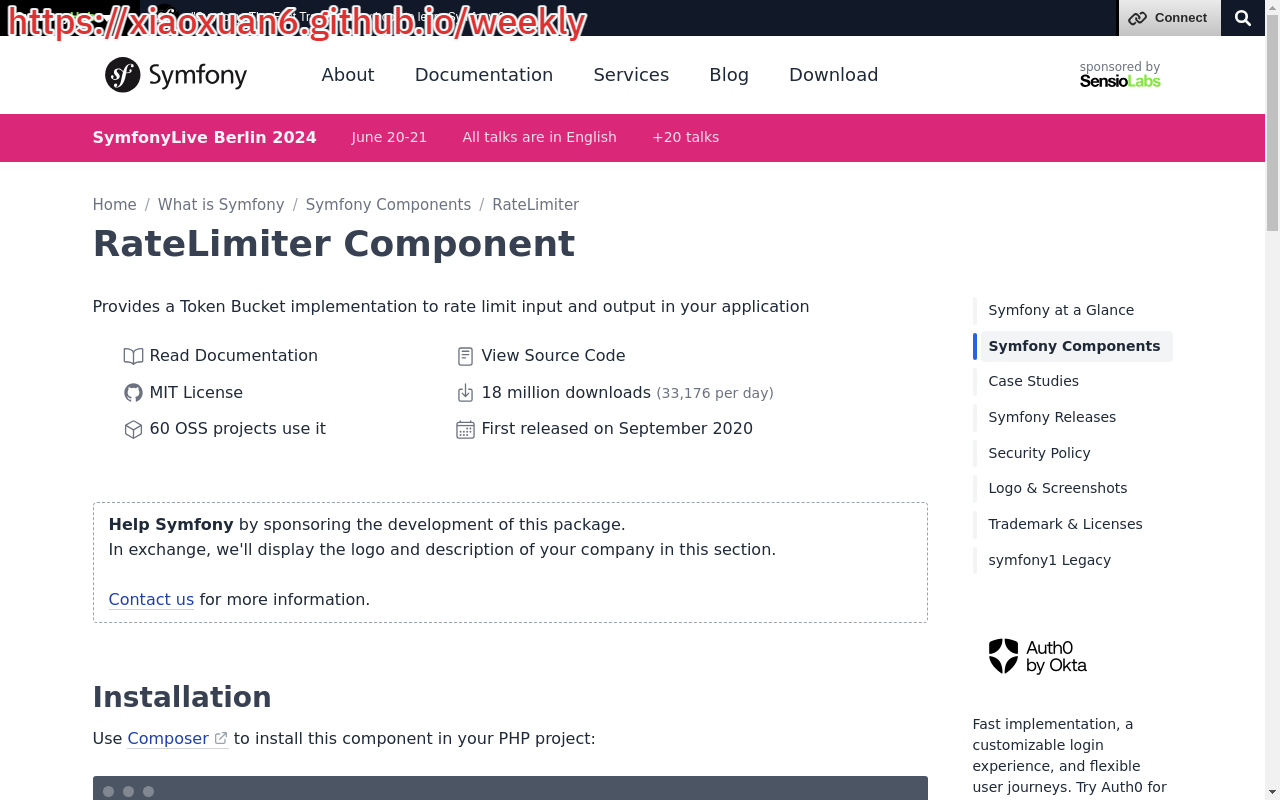 https://xiaoxuan6.github.io/weekly
Connect
Symfony
About
Documentation
Services
Blog
Download
sponsored by
SensioLabs
SymfonyLive Berlin 2024
June 20-21
All talks are in English
+20 talks
Home / What is Symfony / Symfony Components / RateLimiter
RateLimiter Component
Provides a Token Bucket implementation to rate limit input and output in your application
Read Documentation
View Source Code
MIT License
18 million downloads (33,176 per day)
60 OSS projects use it
First released on September 2020
Help Symfony by sponsoring the development of this package.
In exchange, we'll display the logo and description of your company in this section.
Contact us for more information.
Installation
Use Composer to install this component in your PHP project:
Symfony at a Glance
Symfony Components
Case Studies
Symfony Releases
Security Policy
Logo & Screenshots
Trademark & Licenses
symfony1 Legacy
Auth0
by Okta
Fast implementation, a
customizable login
experience, and flexible
user journeys. Try Auth0 for